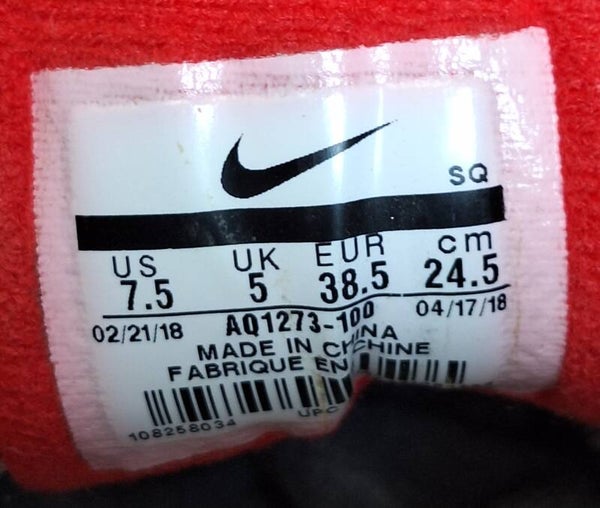 SQ
US UK EUR cm
7.5 5 38.5 24.5
02/21/18 AQ1273-100 04/17/18
MADE IN CHINA
FABRIQUE EN CHINE
108258034 UPC